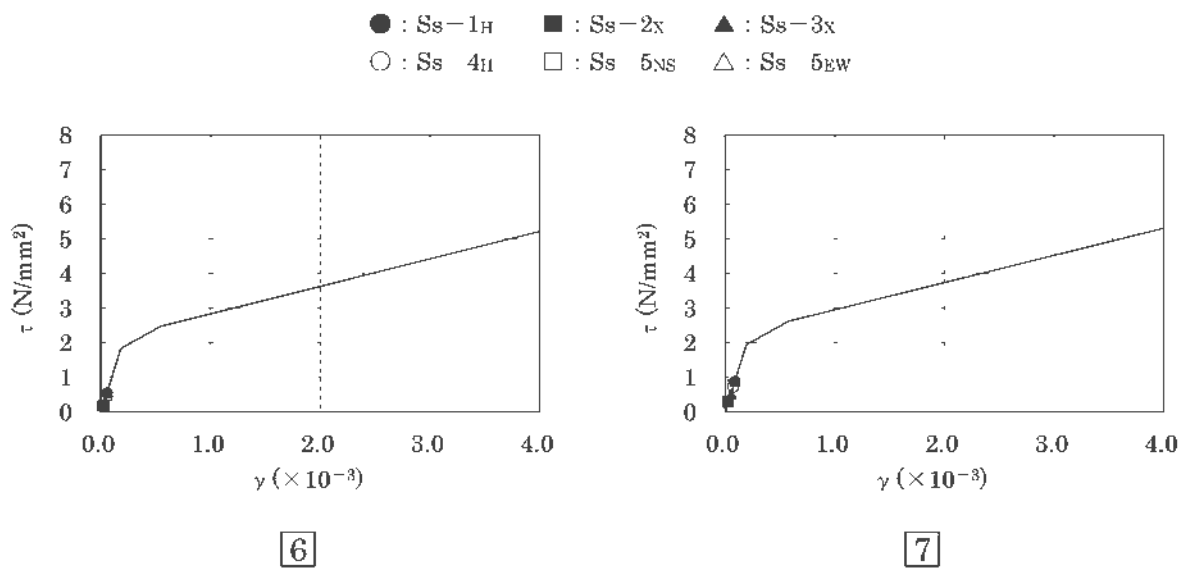 ● : Ss－1H ■ : Ss－2X ▲ : Ss－3X
○ : Ss 4H □ : Ss 5NS △ : Ss 5EW
τ (N/mm²)
8
7
6
5
4
3
2
1
0
0.0 1.0 2.0 3.0 4.0
γ (×10⁻³)
6
τ (N/mm²)
8
7
6
5
4
3
2
1
0
0.0 1.0 2.0 3.0 4.0
γ (×10⁻³)
7